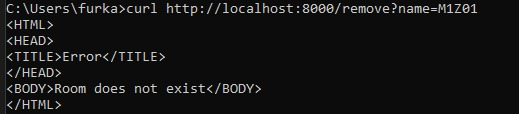 C:\Users\furka>curl http://localhost:8000/remove?name=M1Z01
<HTML>
<HEAD>
<TITLE>Error</TITLE>
</HEAD>
<BODY>Room does not exist</BODY>
</HTML>